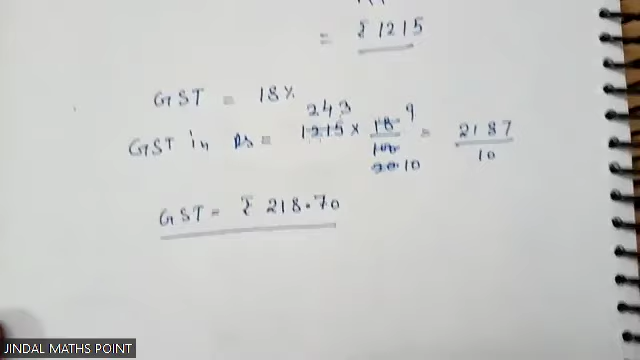 = ₹ 1215
GST = 18%
243 9
GST in Rs = 1215 × 18 = 2187
100 10
20 10
GST = ₹ 218.70
JINDAL MATHS POINT